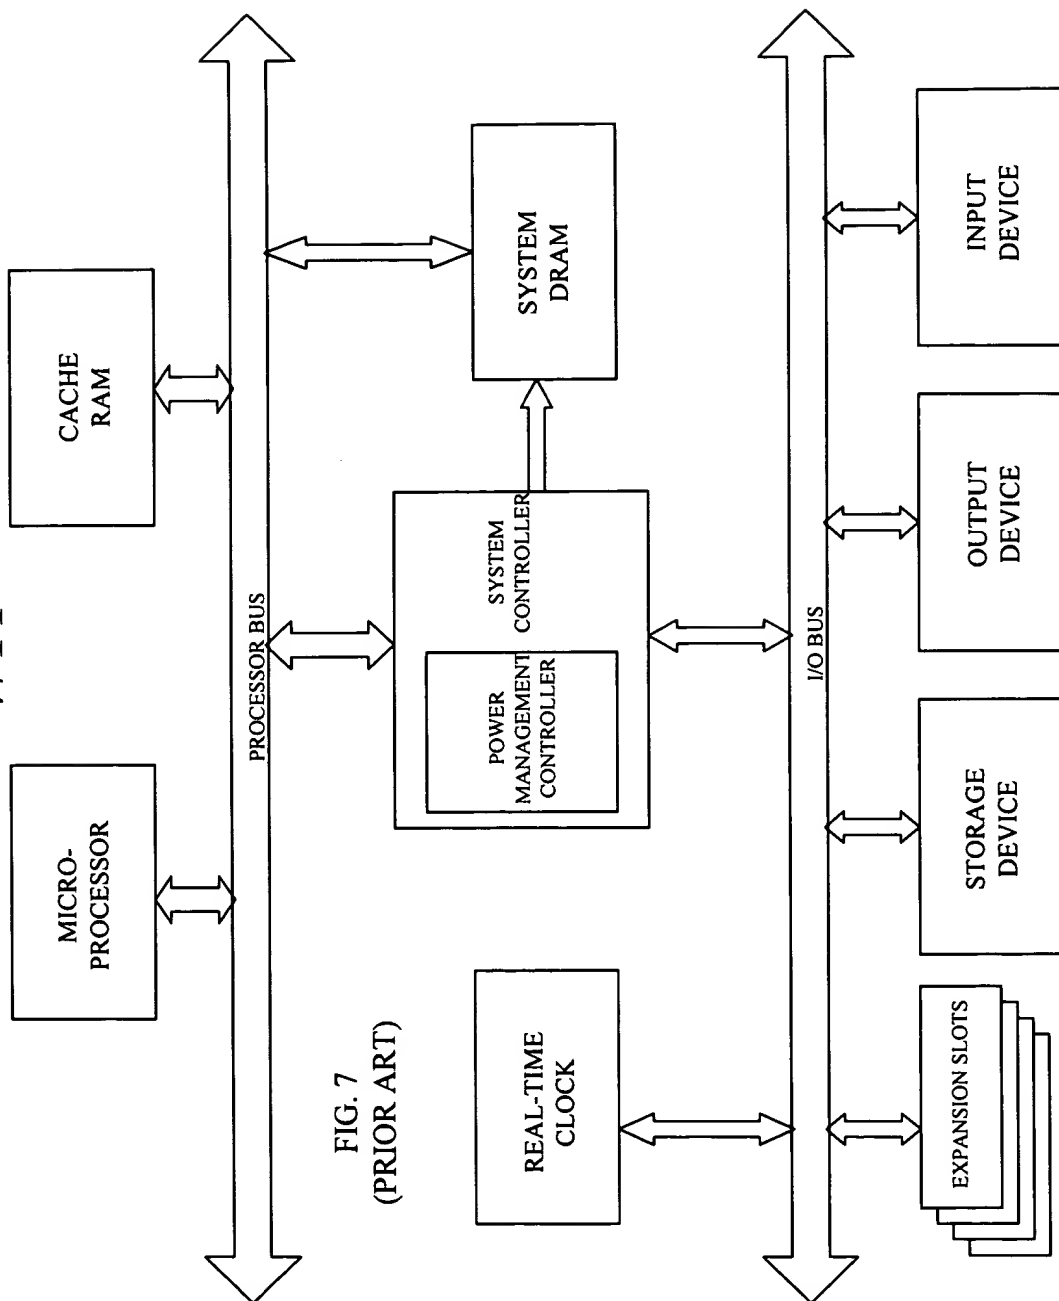 MICRO-
PROCESSOR
CACHE
RAM
PROCESSOR BUS
FIG. 7
(PRIOR ART)
REAL-TIME
CLOCK
POWER
MANAGEMENT
CONTROLLER
SYSTEM
CONTROLLER
SYSTEM
DRAM
I/O BUS
EXPANSION SLOTS
STORAGE
DEVICE
OUTPUT
DEVICE
INPUT
DEVICE